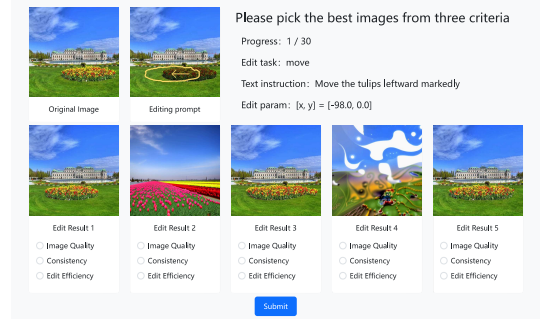 Please pick the best images from three criteria
Progress: 1 / 30
Edit task: move
Text instruction: Move the tulips leftward markedly
Edit param: [x, y] = [-98.0, 0.0]
Original Image
Editing prompt
Edit Result 1
Image Quality
Consistency
Edit Efficiency
Edit Result 2
Image Quality
Consistency
Edit Efficiency
Edit Result 3
Image Quality
Consistency
Edit Efficiency
Edit Result 4
Image Quality
Consistency
Edit Efficiency
Edit Result 5
Image Quality
Consistency
Edit Efficiency
Submit